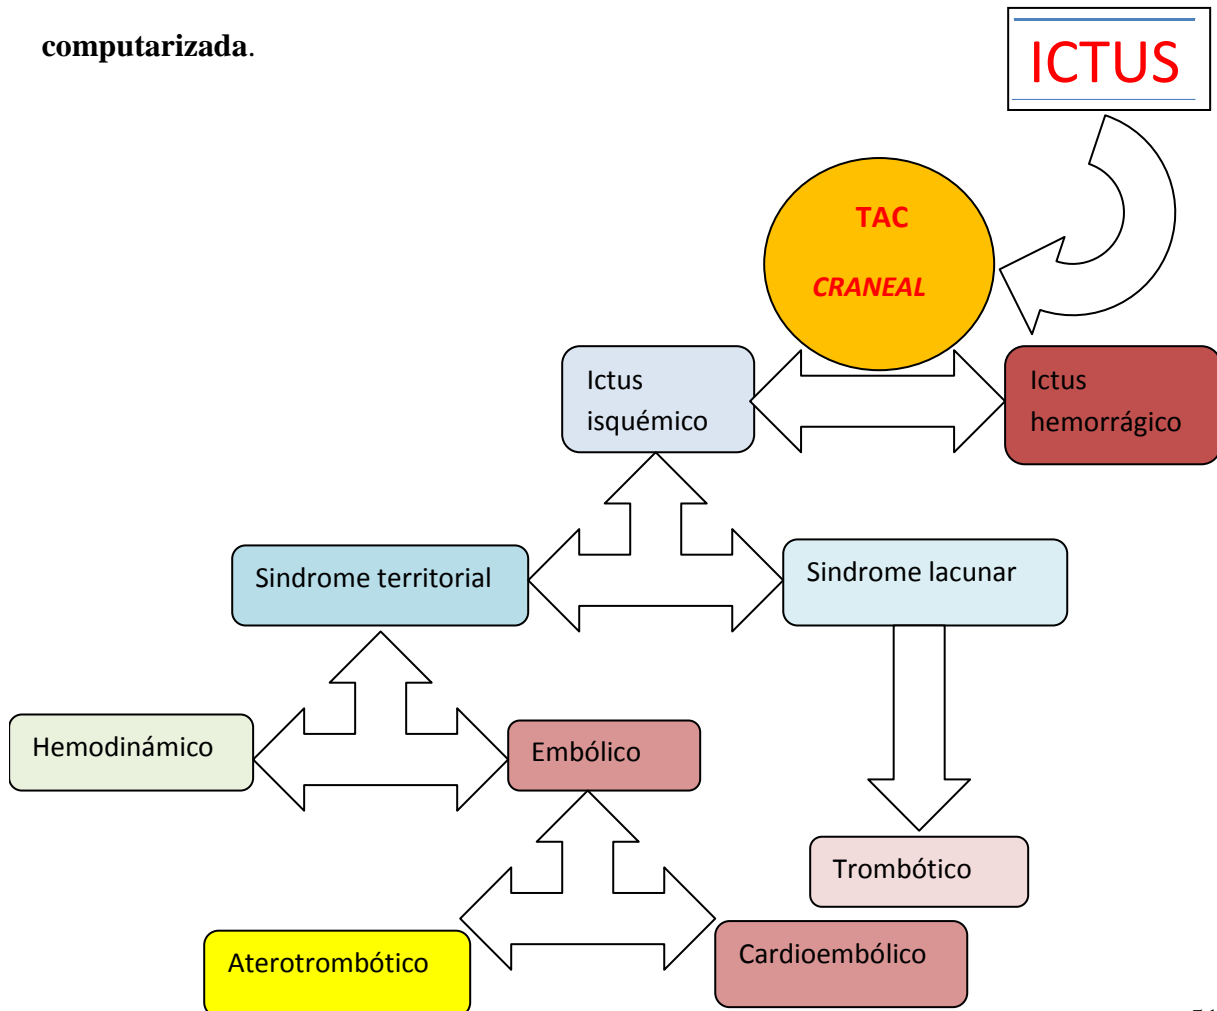 computarizada.
ICTUS
TAC
CRANEAL
Ictus
isquémico
Ictus
hemorrágico
Sindrome territorial
Sindrome lacunar
Hemodinámico
Embólico
Trombótico
Aterotrombótico
Cardioembólico